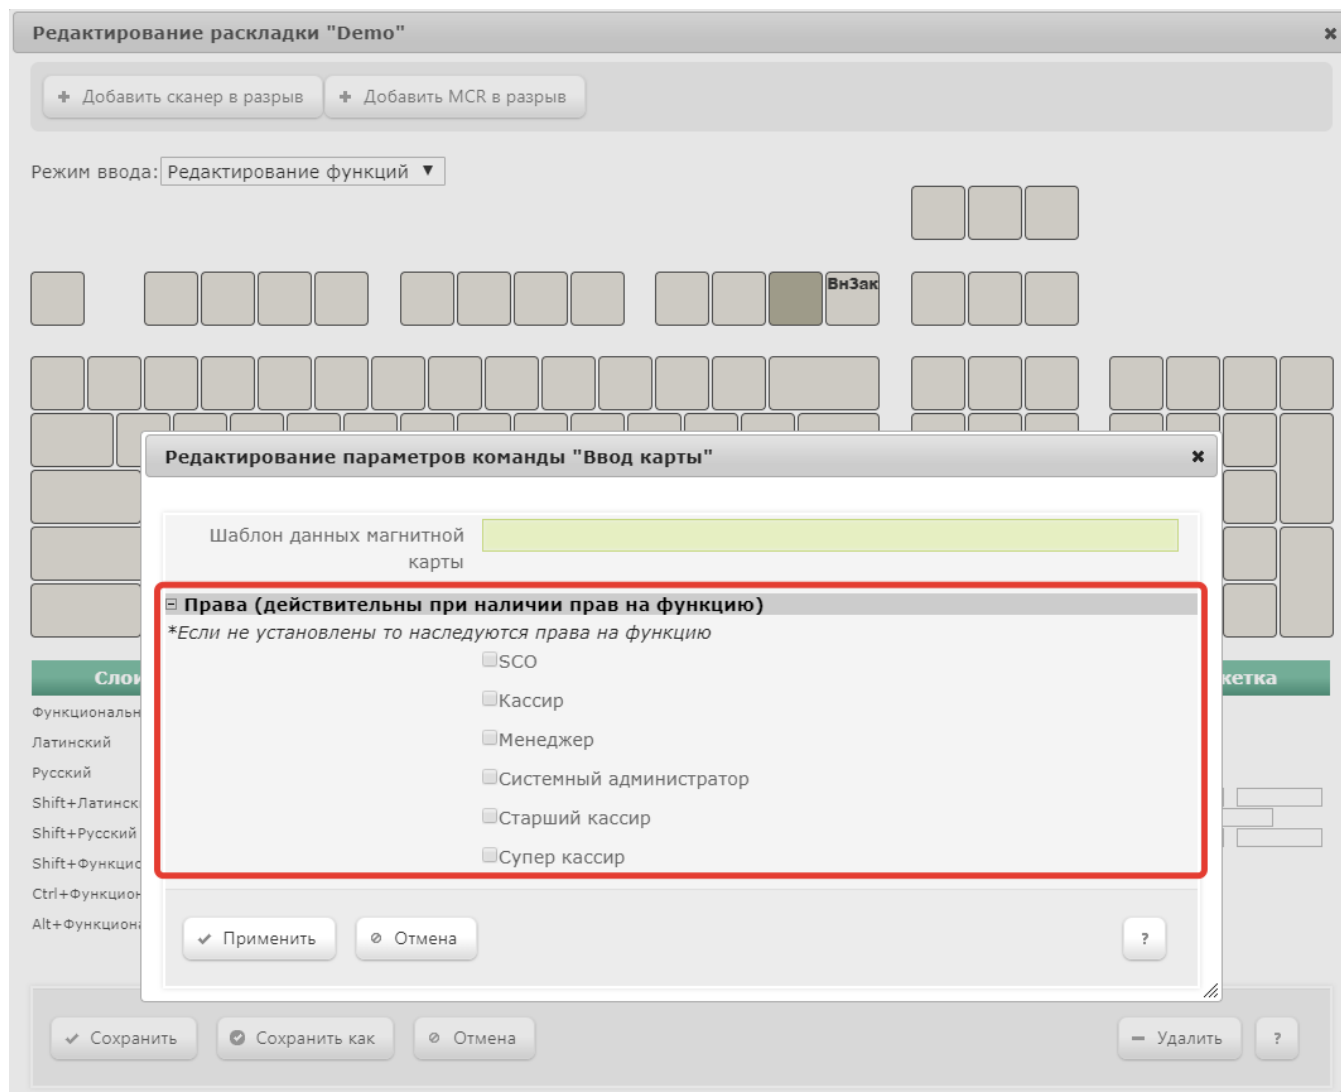 Редактирование раскладки "Demo"
Добавить сканер в разрыв
Добавить MCR в разрыв
Режим ввода: Редактирование функций
ВнЗак
Редактирование параметров команды "Ввод карты"
Шаблон данных магнитной
карты
Права (действительны при наличии прав на функцию)
*Если не установлены то наследуются права на функцию
SCO
Кассир
Менеджер
Системный администратор
Старший кассир
Супер кассир
Применить
Отмена
?
Латинский
Русский
Shift+Русский
Сохранить
Сохранить как
Отмена
Удалить
?